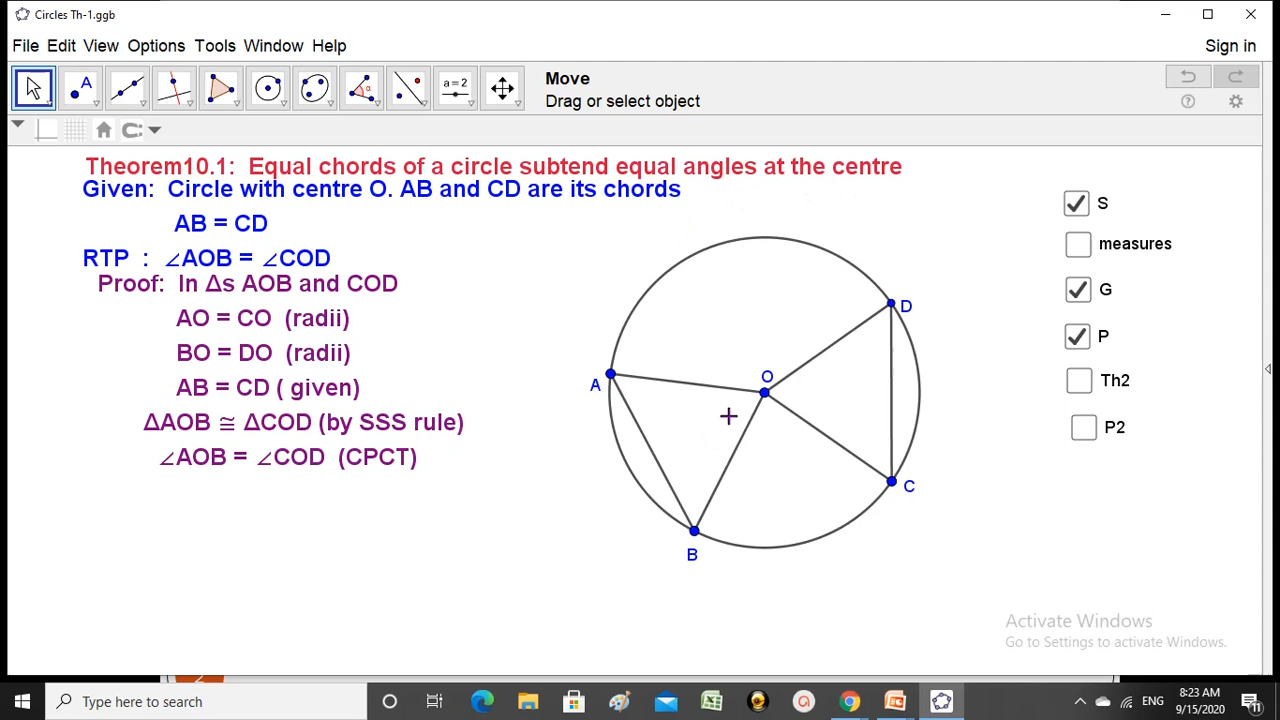 Circles Th-1.ggb
File Edit View Options Tools Window Help
Sign in
A
α
a=2
Move
Drag or select object
Theorem10.1: Equal chords of a circle subtend equal angles at the centre
Given: Circle with centre O. AB and CD are its chords
AB = CD
RTP : ∠AOB = ∠COD
Proof: In Δs AOB and COD
AO = CO (radii)
BO = DO (radii)
AB = CD ( given)
ΔAOB ≅ ΔCOD (by SSS rule)
∠AOB = ∠COD (CPCT)
D
O
A
C
B
S
measures
G
P
Th2
P2
Activate Windows
Go to Settings to activate Windows.
Type here to search
ENG
8:23 AM
9/15/2020
11